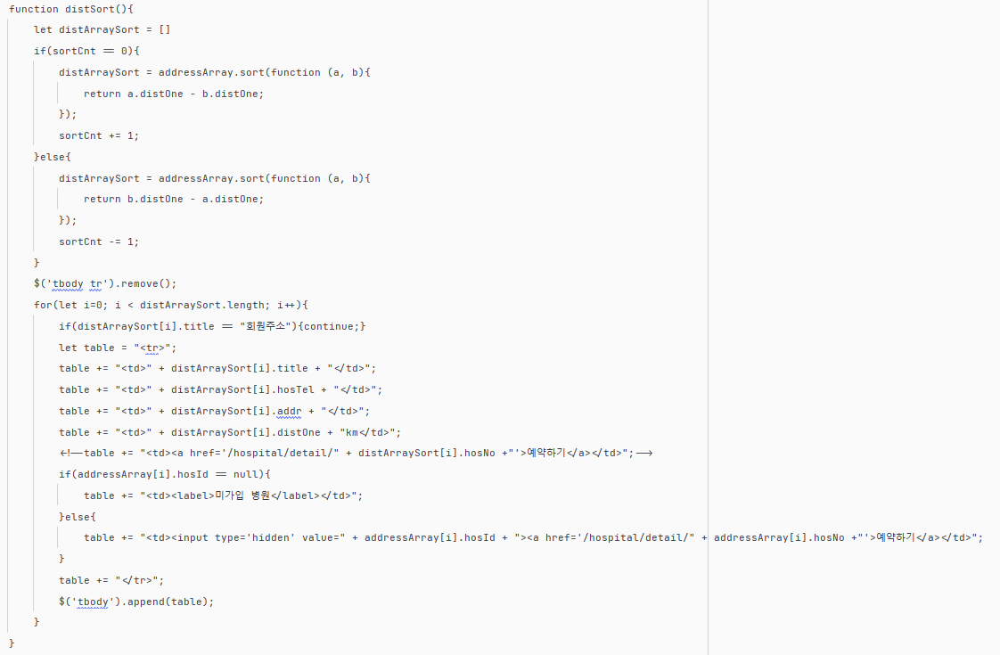 function distSort(){
    let distArraySort = []
    if(sortCnt == 0){
        distArraySort = addressArray.sort(function (a, b){
            return a.distOne - b.distOne;
        });
        sortCnt += 1;
    }else{
        distArraySort = addressArray.sort(function (a, b){
            return b.distOne - a.distOne;
        });
        sortCnt -= 1;
    }
    $('tbody tr').remove();
    for(let i=0; i < distArraySort.length; i++){
        if(distArraySort[i].title == "회원주소"){continue;}
        let table = "<tr>";
        table += "<td>" + distArraySort[i].title + "</td>";
        table += "<td>" + distArraySort[i].hosTel + "</td>";
        table += "<td>" + distArraySort[i].addr + "</td>";
        table += "<td>" + distArraySort[i].distOne + "km</td>";
        <!--table += "<td><a href='/hospital/detail/" + distArraySort[i].hosNo +"'>예약하기</a></td>";-->
        if(addressArray[i].hosId == null){
            table += "<td><label>미가입 병원</label></td>";
        }else{
            table += "<td><input type='hidden' value=" + addressArray[i].hosId + "><a href='/hospital/detail/" + addressArray[i].hosNo +"'>예약하기</a></td>";
        }
        table += "</tr>";
        $('tbody').append(table);
    }
}